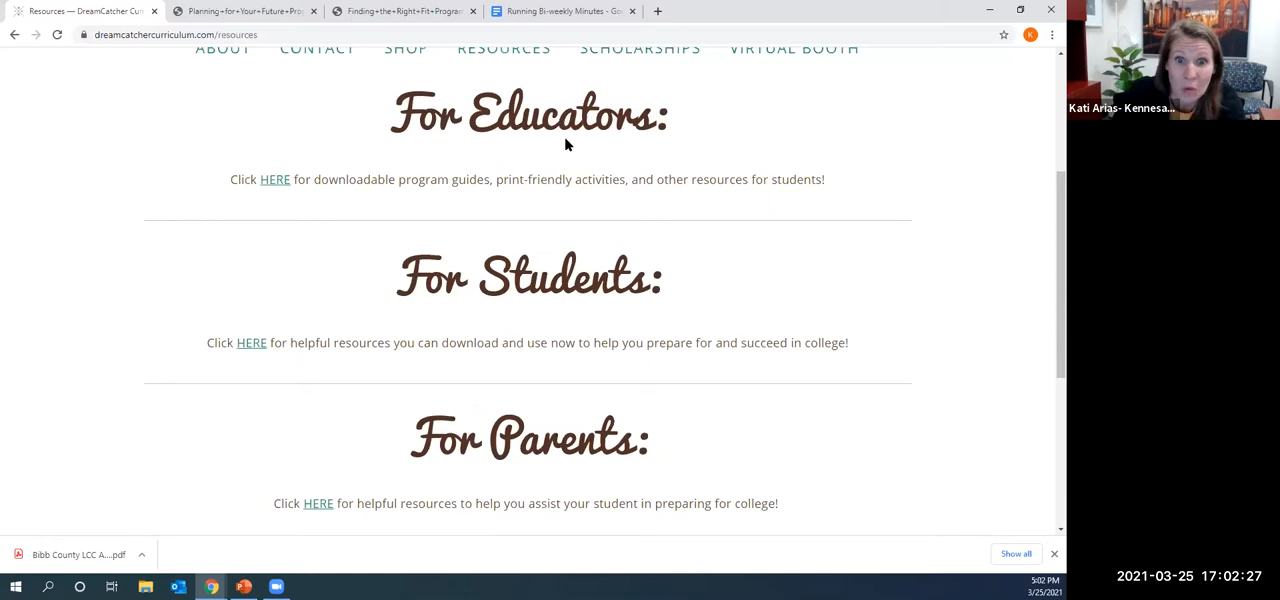 Resources — DreamCatcher Cur
Planning+for+Your+Future+Prog
Finding+the+Right+Fit+Program
Running Bi-weekly Minutes - Goo
dreamcatchercurriculum.com/resources
K
Kati Arias- Kennesa...
ABOUT CONTACT SHOP RESOURCES SCHOLARSHIPS VIRTUAL BOOTH
For Educators:
Click HERE for downloadable program guides, print-friendly activities, and other resources for students!
For Students:
Click HERE for helpful resources you can download and use now to help you prepare for and succeed in college!
For Parents:
Click HERE for helpful resources to help you assist your student in preparing for college!
Bibb County LCC A....pdf
Show all
5:02 PM
3/25/2021
2021-03-25 17:02:27